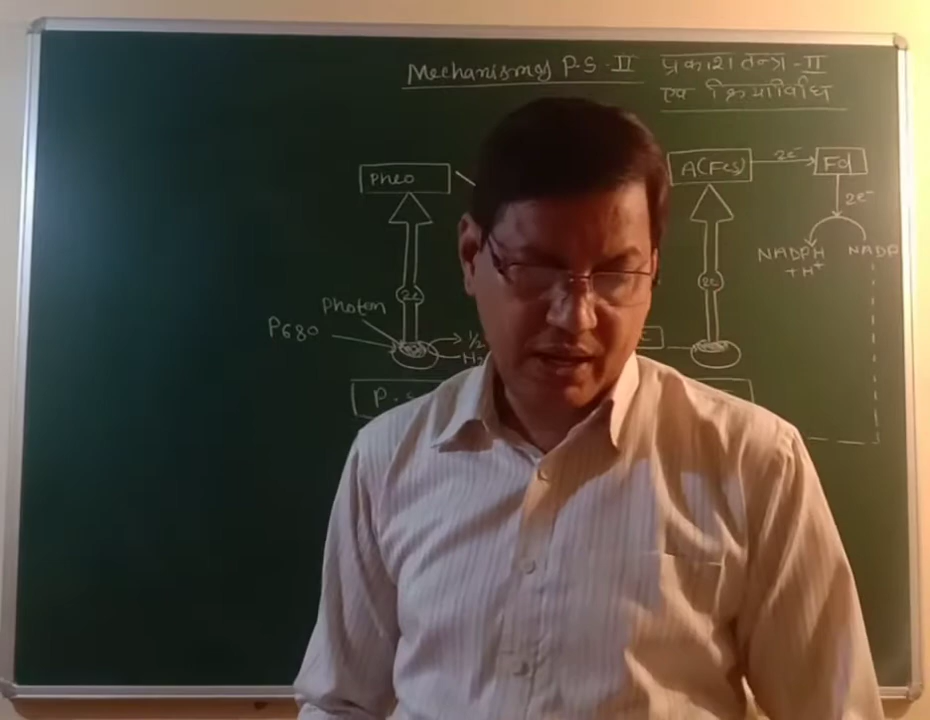 Mechanism of P.S-II प्रकाश तन्त्र-II
एवं क्रियाविधि
Pheo
A(FeS) 2e⁻ Fd
2e⁻
NADPH
+H⁺
NADP
2e 2e
Photon
P680
½
H₂
P.S